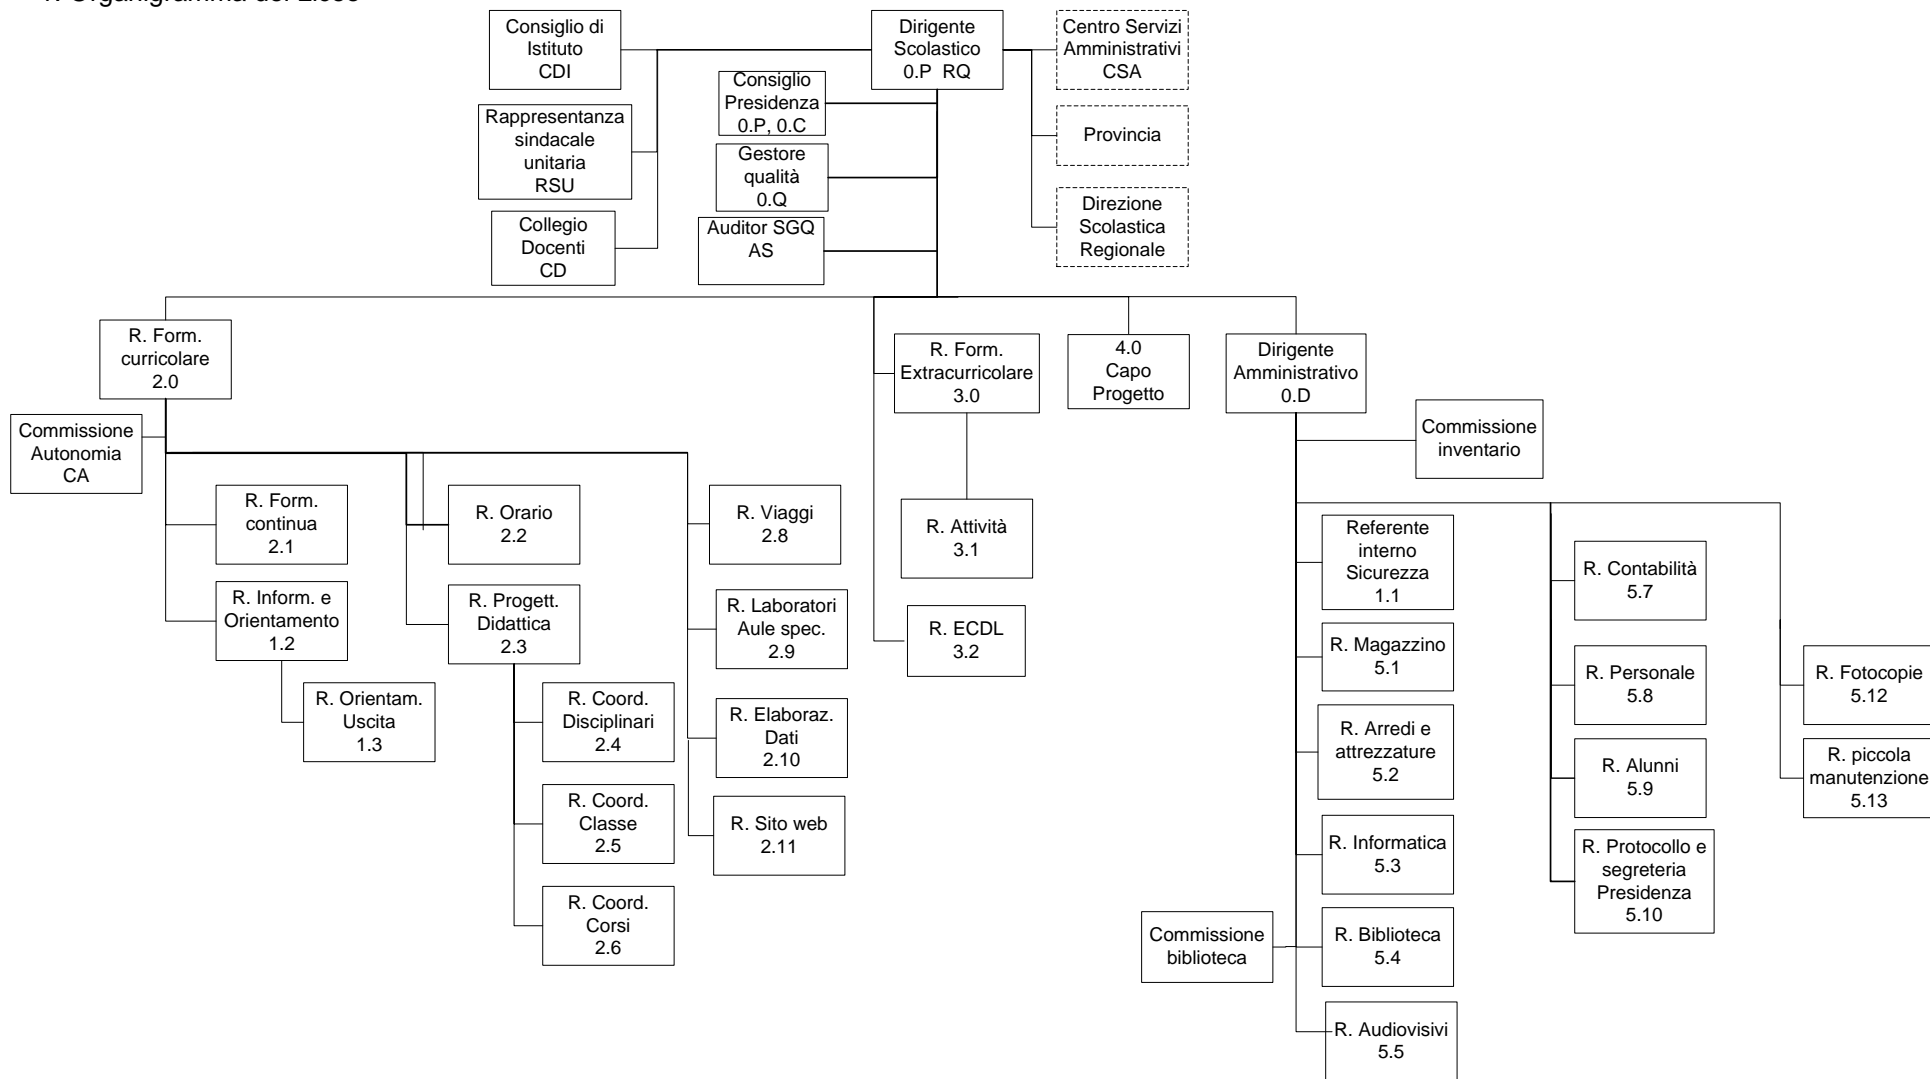 Consiglio di
Istituto
CDI
Dirigente
Scolastico
0.P RQ
Centro Servizi
Amministrativi
CSA
Consiglio
Presidenza
0.P, 0.C
Rappresentanza
sindacale
unitaria
RSU
Provincia
Gestore
qualità
0.Q
Collegio
Docenti
CD
Auditor SGQ
AS
Direzione
Scolastica
Regionale
R. Form.
curricolare
2.0
R. Form.
Extracurricolare
3.0
4.0
Capo
Progetto
Dirigente
Amministrativo
0.D
Commissione
Autonomia
CA
Commissione
inventario
R. Form.
continua
2.1
R. Orario
2.2
R. Viaggi
2.8
R. Attività
3.1
Referente
interno
Sicurezza
1.1
R. Contabilità
5.7
R. Inform. e
Orientamento
1.2
R. Progett.
Didattica
2.3
R. Laboratori
Aule spec.
2.9
R. ECDL
3.2
R. Magazzino
5.1
R. Personale
5.8
R. Fotocopie
5.12
R. Orientam.
Uscita
1.3
R. Coord.
Disciplinari
2.4
R. Elaboraz.
Dati
2.10
R. Arredi e
attrezzature
5.2
R. Alunni
5.9
R. piccola
manutenzione
5.13
R. Coord.
Classe
2.5
R. Sito web
2.11
R. Informatica
5.3
R. Protocollo e
segreteria
Presidenza
5.10
R. Coord.
Corsi
2.6
Commissione
biblioteca
R. Biblioteca
5.4
R. Audiovisivi
5.5